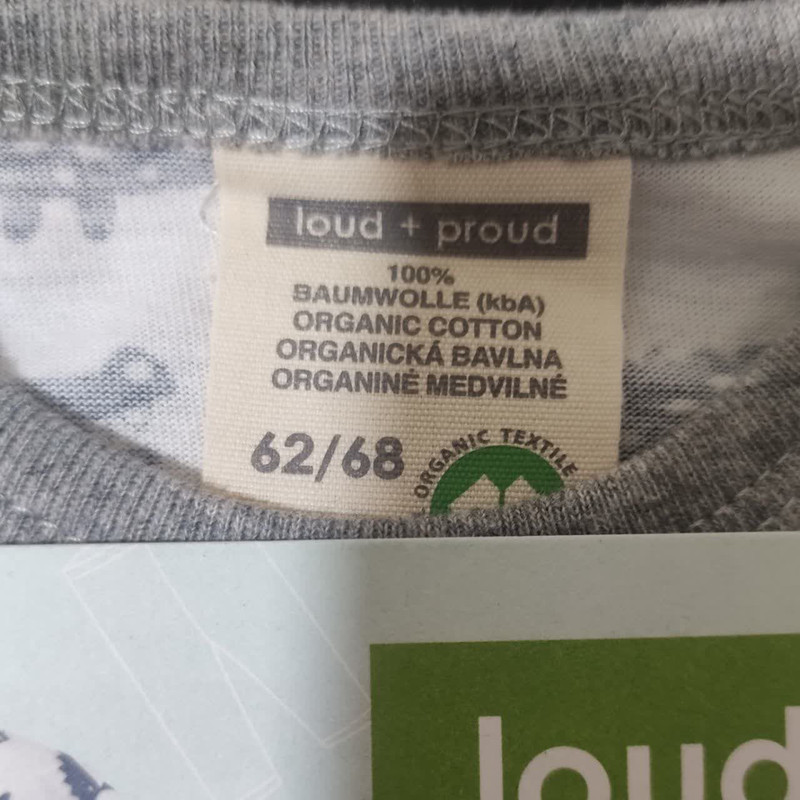 loud + proud
100%
BAUMWOLLE (kbA)
ORGANIC COTTON
ORGANICKÁ BAVLNA
ORGANINĖ MEDVILNĖ
62/68
ORGANIC TEXTILE
loud